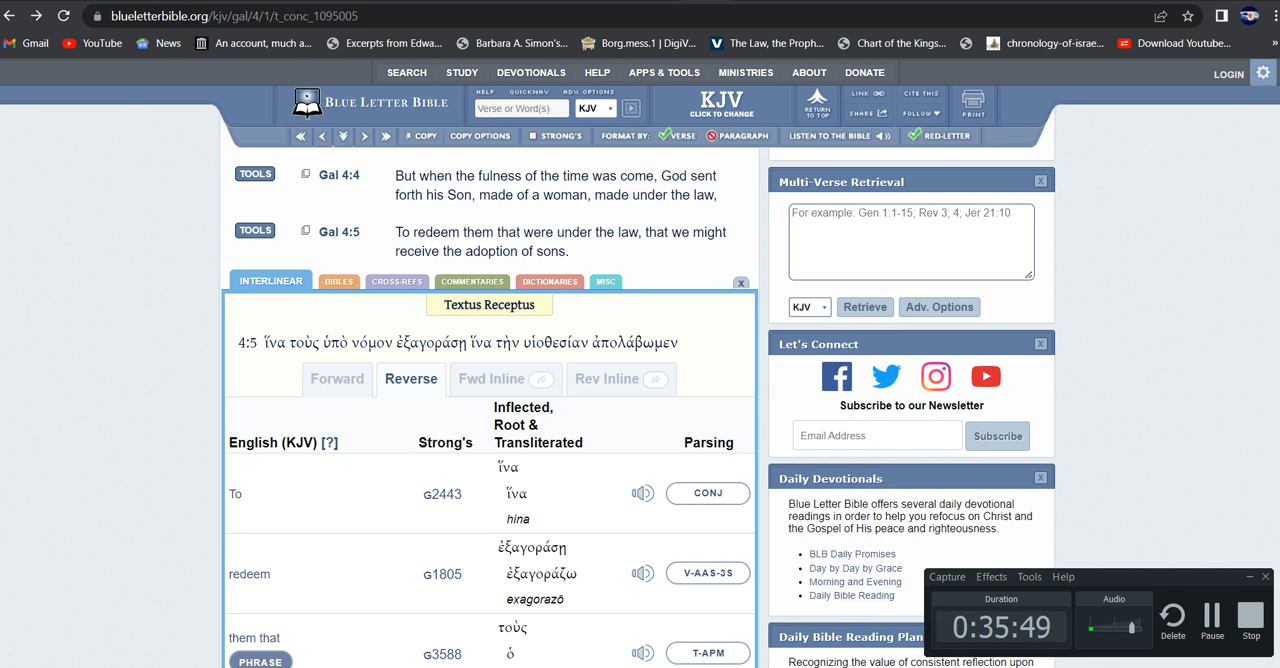 blueletterbible.org/kjv/gal/4/1/t_conc_1095005
Gmail YouTube News An account, much a... Excerpts from Edwa... Barbara A. Simon's... Borg.mess.1 | DigiV... The Law, the Proph... Chart of the Kings... chronology-of-israe... Download Youtube... »
SEARCH STUDY DEVOTIONALS HELP APPS & TOOLS MINISTRIES ABOUT DONATE LOGIN
BLUE LETTER BIBLE
HELP QUICKNAV ADV. OPTIONS
Verse or Word(s) KJV
KJV
CLICK TO CHANGE
RETURN TO TOP
LINK CITE THIS
SHARE FOLLOW
PRINT
COPY COPY OPTIONS STRONG'S FORMAT BY: VERSE PARAGRAPH LISTEN TO THE BIBLE RED-LETTER
TOOLS Gal 4:4 But when the fulness of the time was come, God sent
forth his Son, made of a woman, made under the law,
TOOLS Gal 4:5 To redeem them that were under the law, that we might
receive the adoption of sons.
INTERLINEAR BIBLES CROSS-REFS COMMENTARIES DICTIONARIES MISC X
Textus Receptus
4:5 ἵνα τοὺς ὑπὸ νόμον ἐξαγοράσῃ ἵνα τὴν υἱοθεσίαν ἀπολάβωμεν
Forward Reverse Fwd Inline Rev Inline
English (KJV) [?] Strong's Inflected,
Root &
Transliterated Parsing
ἵνα
To G2443 ἵνα CONJ
hina
ἐξαγοράσῃ
redeem G1805 ἐξαγοράζω V-AAS-3S
exagorazō
τοὺς
them that G3588 ὁ T-APM
PHRASE
Multi-Verse Retrieval X
For example: Gen 1:1-15; Rev 3; 4; Jer 21:10
KJV Retrieve Adv. Options
Let's Connect X
Subscribe to our Newsletter
Email Address Subscribe
Daily Devotionals X
Blue Letter Bible offers several daily devotional
readings in order to help you refocus on Christ and
the Gospel of His peace and righteousness.
• BLB Daily Promises
• Day by Day by Grace
• Morning and Evening
• Daily Bible Reading
Daily Bible Reading Plan
Recognizing the value of consistent reflection upon
Capture Effects Tools Help
Duration Audio
0:35:49
Delete Pause Stop